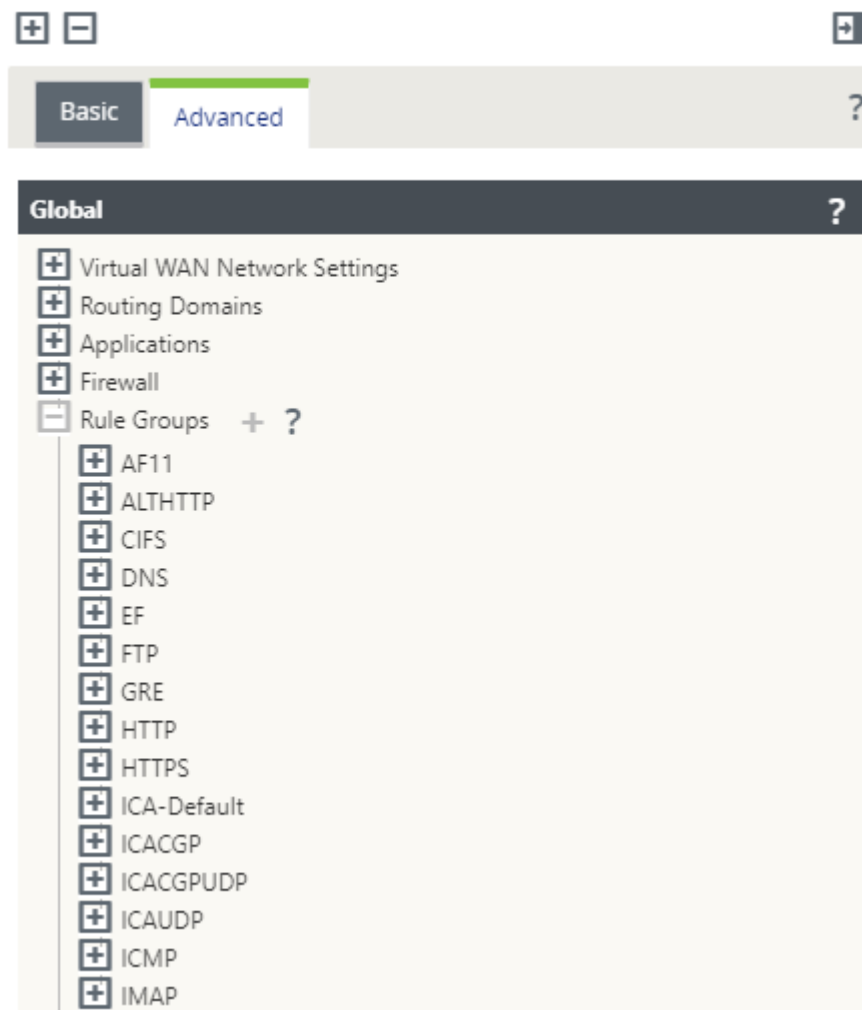 Basic
Advanced
?
Global
?
Virtual WAN Network Settings
Routing Domains
Applications
Firewall
Rule Groups + ?
AF11
ALTHTTP
CIFS
DNS
EF
FTP
GRE
HTTP
HTTPS
ICA-Default
ICACGP
ICACGPUDP
ICAUDP
ICMP
IMAP